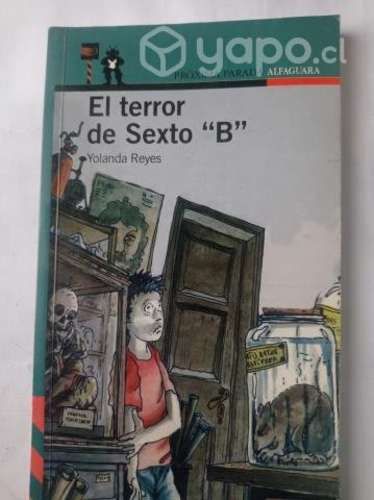 yapo.cl
PRÓXIMA PARADA ALFAGUARA
El terror
de Sexto “B”
Yolanda Reyes